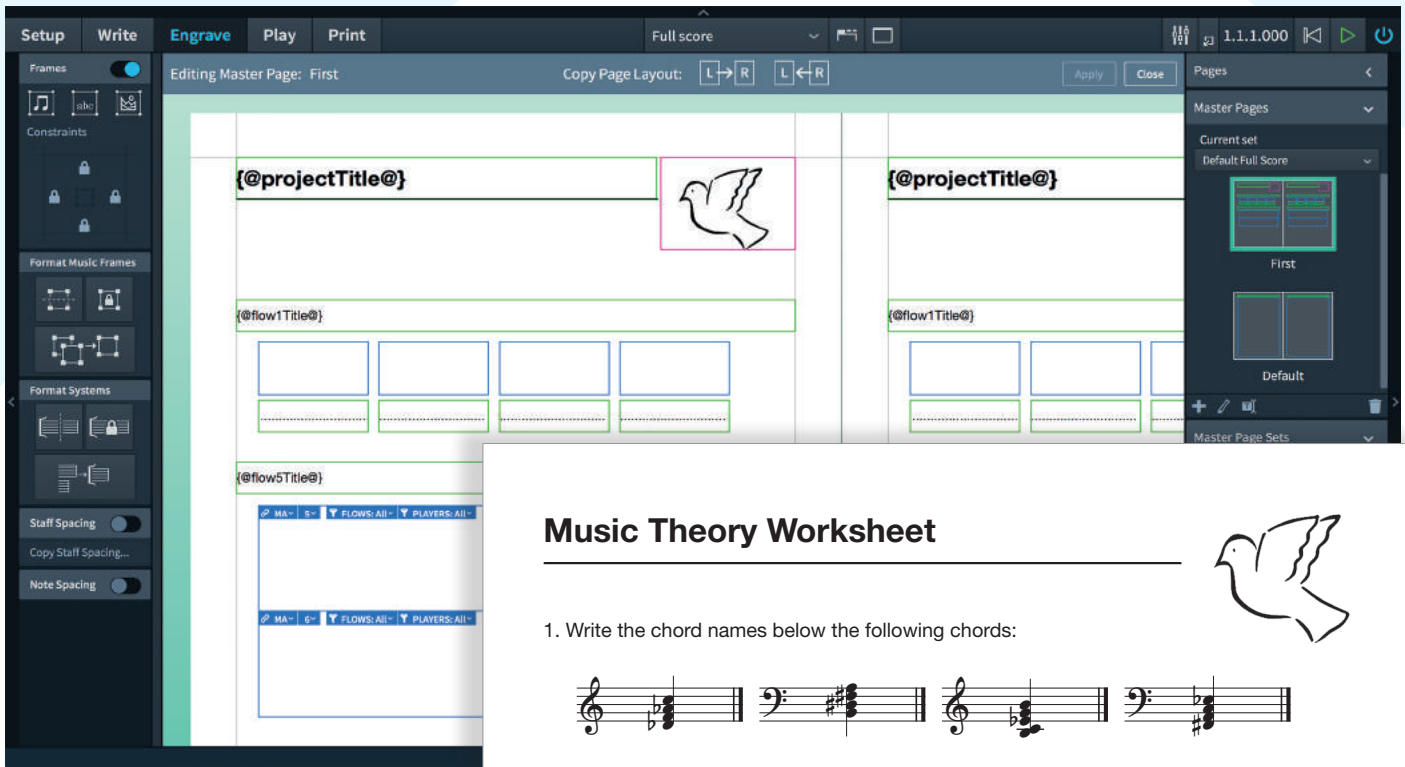 Setup Write Engrave Play Print Full score 1.1.1.000
Frames
Editing Master Page: First Copy Page Layout: L R L R Apply Close
Pages
abc
Constraints
Master Pages
Current set
Default Full Score
First
Default
Master Page Sets
Format Music Frames
Format Systems
Staff Spacing
Copy Staff Spacing...
Note Spacing
{@projectTitle@}
{@flow1Title@}
{@flow5Title@}
MA 5 FLOWS: All PLAYERS: All
MA 6 FLOWS: All PLAYERS: All
{@projectTitle@}
{@flow1Title@}
Music Theory Worksheet
1. Write the chord names below the following chords: